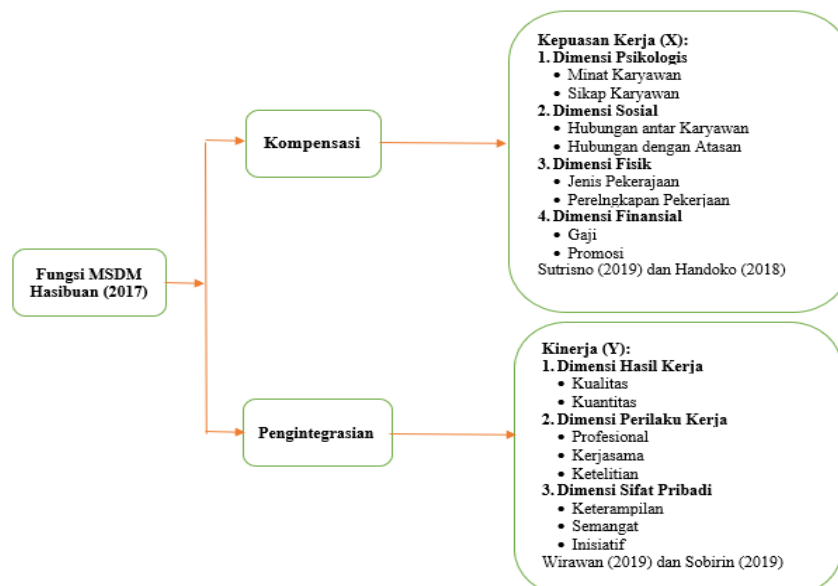 Fungsi MSDM
Hasibuan (2017)
Kompensasi
Kepuasan Kerja (X):
1. Dimensi Psikologis
• Minat Karyawan
• Sikap Karyawan
2. Dimensi Sosial
• Hubungan antar Karyawan
• Hubungan dengan Atasan
3. Dimensi Fisik
• Jenis Pekerajaan
• Perelngkapan Pekerjaan
4. Dimensi Finansial
• Gaji
• Promosi
Sutrisno (2019) dan Handoko (2018)
Pengintegrasian
Kinerja (Y):
1. Dimensi Hasil Kerja
• Kualitas
• Kuantitas
2. Dimensi Perilaku Kerja
• Profesional
• Kerjasama
• Ketelitian
3. Dimensi Sifat Pribadi
• Keterampilan
• Semangat
• Inisiatif
Wirawan (2019) dan Sobirin (2019)